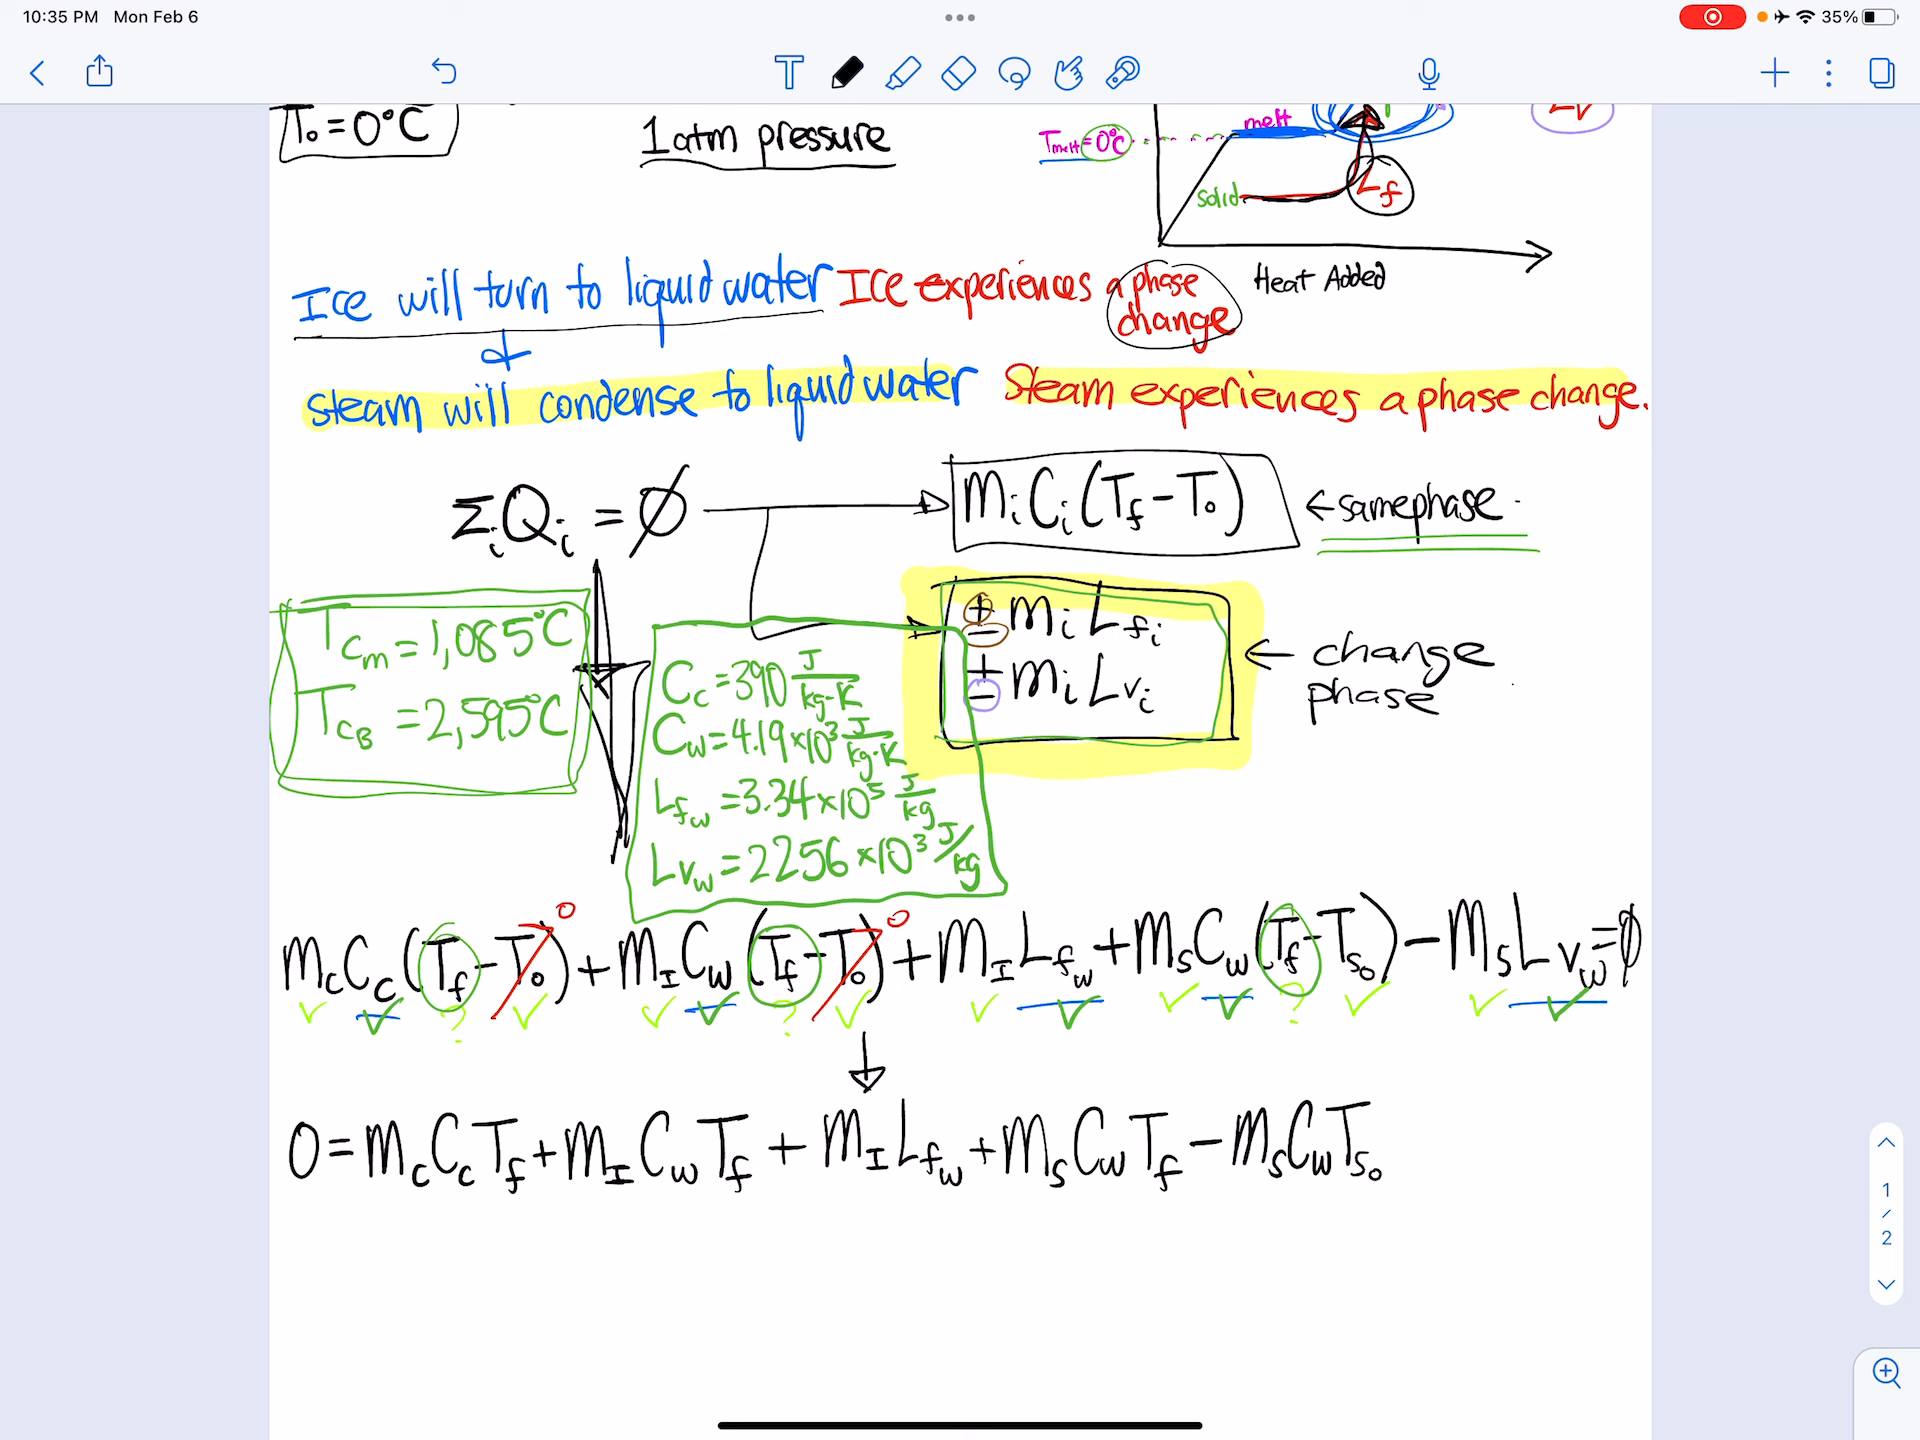 10:35 PM Mon Feb 6
35%
T₀ = 0°C
1 atm pressure
melt
T_melt = 0°C
solid
L_f
L_v
Heat Added
Ice will turn to liquid water Ice experiences a phase change
&
steam will condense to liquid water Steam experiences a phase change.
Σ_i Q_i = ∅
m_i C_i (T_f − T₀) ← same phase
± m_i L_fi
± m_i L_vi
← change phase
T_Cm = 1,085°C
T_CB = 2,595°C
C_c = 390 J/kg-K
C_w = 4.19 ×10³ J/kg·K
L_fw = 3.34 ×10⁵ J/kg
L_vw = 2256 ×10³ J/kg
m_c C_c (T_f − T₀)⁰ + m_I C_w (T_f − T₀)⁰ + m_I L_fw + m_s C_w (T_f − T_s₀) − m_s L_vw = ∅
✓ ✓ ? ✓ ✓ ✓ ? ✓ ✓ ✓ ✓ ✓ ? ✓ ✓ ✓
0 = m_c C_c T_f + m_I C_w T_f + m_I L_fw + m_s C_w T_f − m_s C_w T_s₀
1
/
2